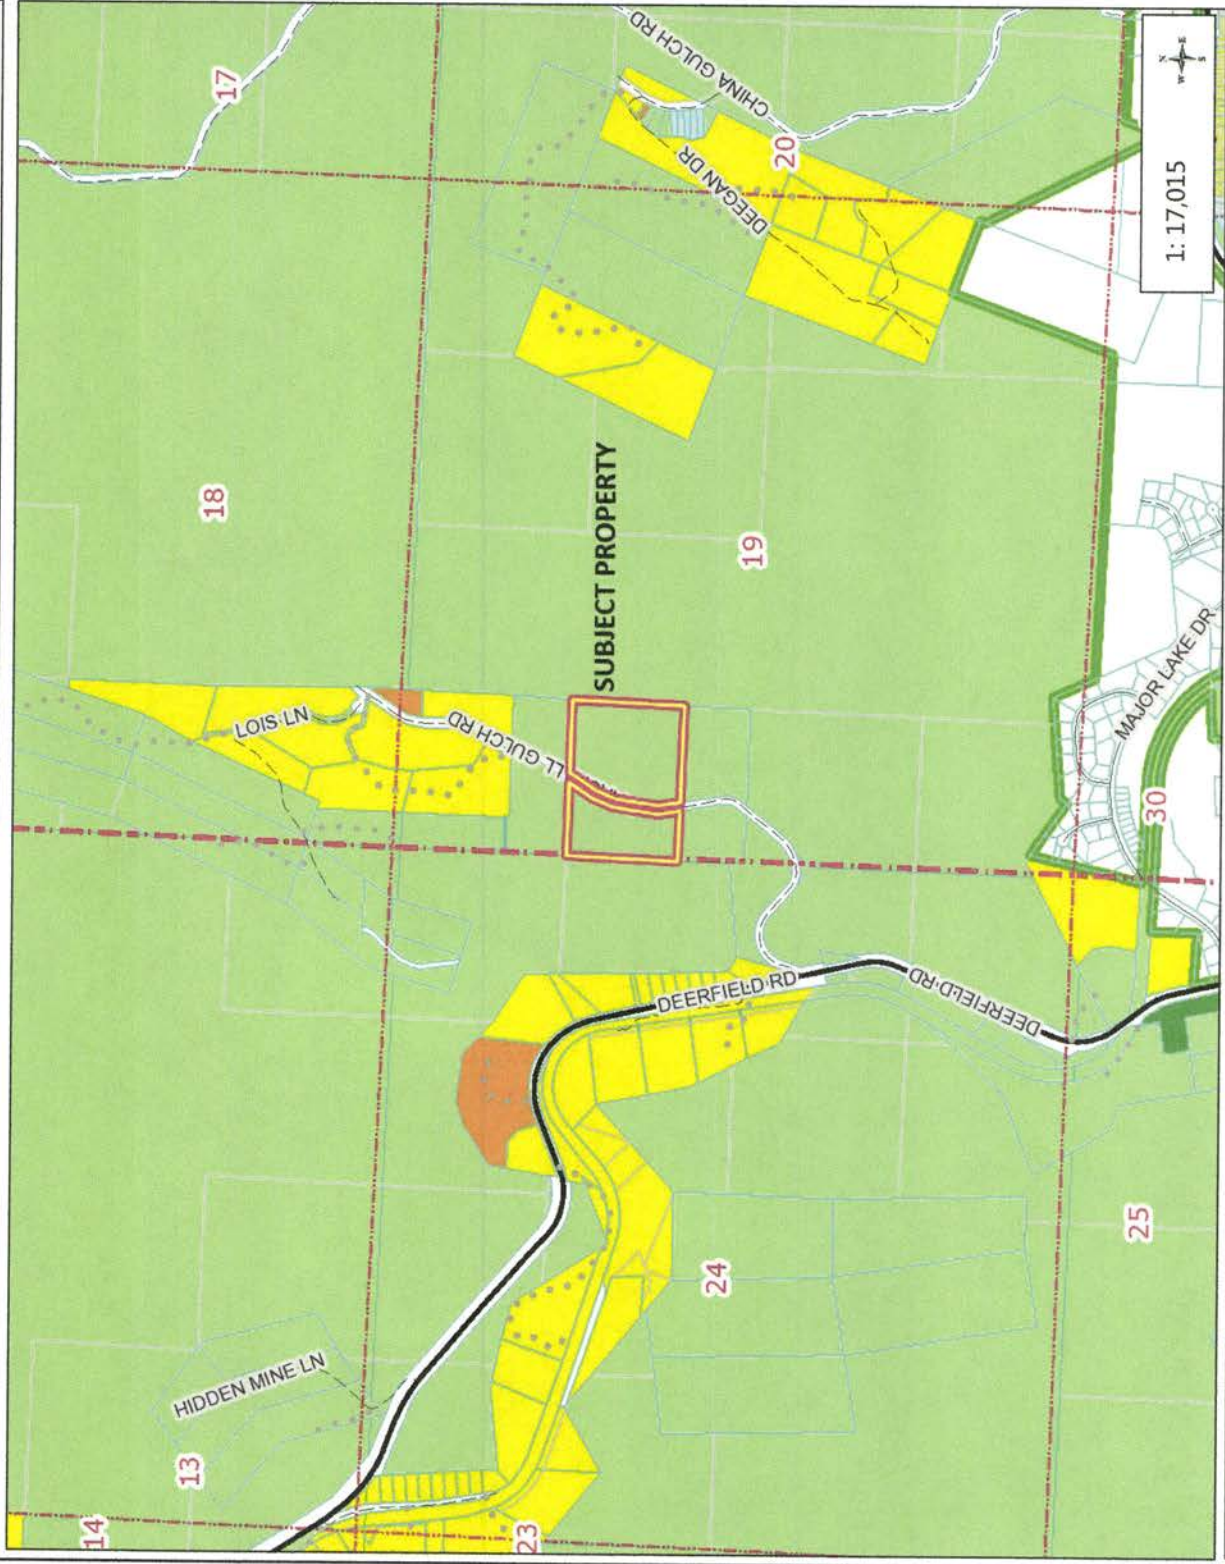 17
18
CHINA GULCH RD
20
DEEGAN DR
LOIS LN
LL GULCH RD
SUBJECT PROPERTY
19
HIDDEN MINE LN
13
14
DEERFIELD RD
DEERFIELD RD
24
23
25
30
MAJOR LAKE DR
1: 17,015
N
W
E
S